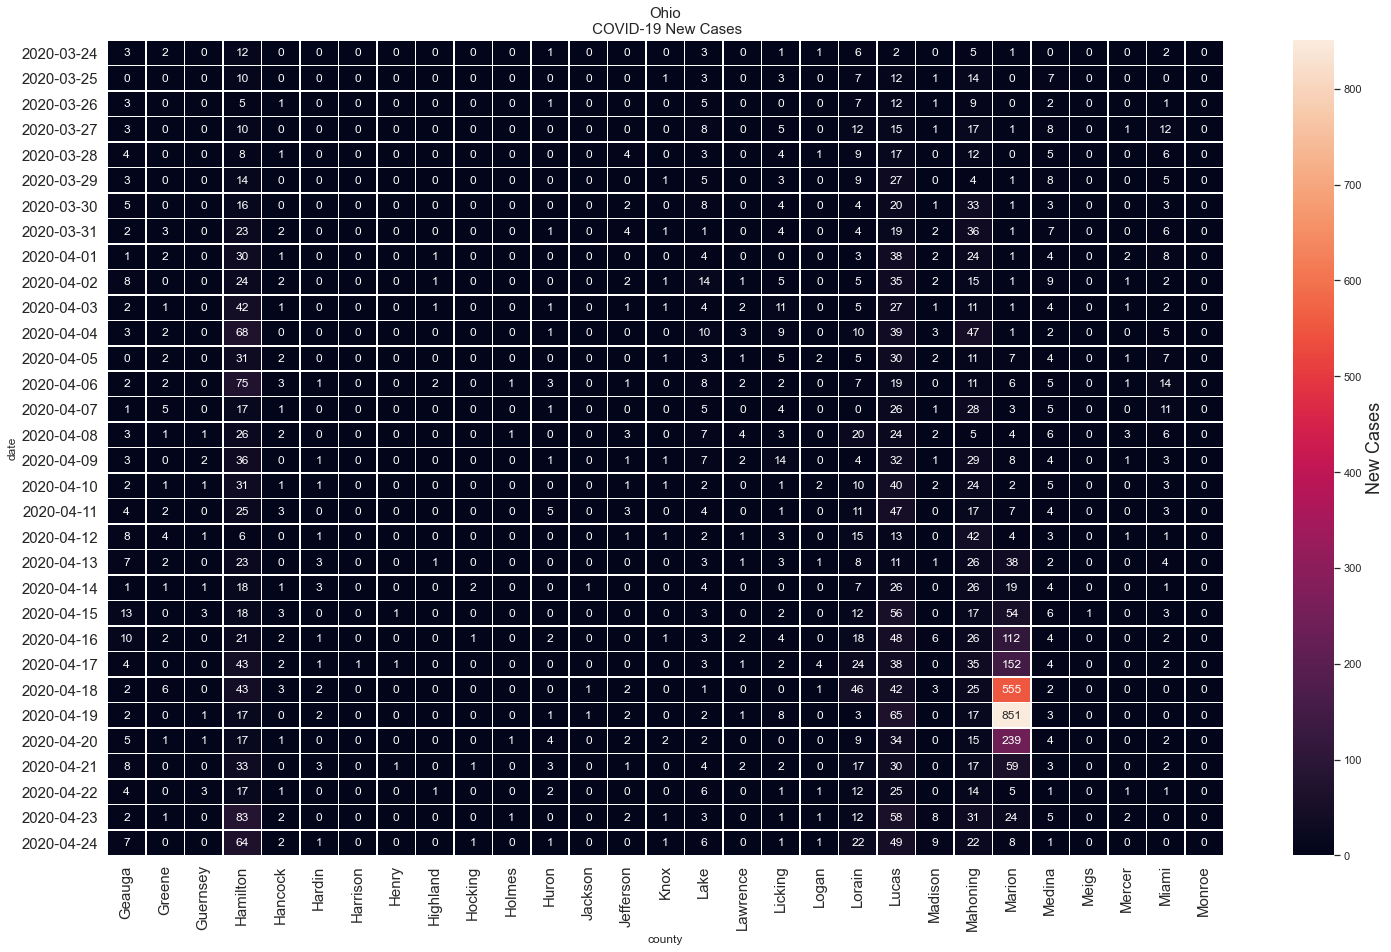 Ohio
COVID-19 New Cases
2020-03-24 3 2 0 12 0 0 0 0 0 0 0 1 0 0 0 3 0 1 1 6 2 0 5 1 0 0 0 2 0
2020-03-25 0 0 0 10 0 0 0 0 0 0 0 0 0 0 1 3 0 3 0 7 12 1 14 0 7 0 0 0 0
2020-03-26 3 0 0 5 1 0 0 0 0 0 0 1 0 0 0 5 0 0 0 7 12 1 9 0 2 0 0 1 0
2020-03-27 3 0 0 10 0 0 0 0 0 0 0 0 0 0 0 8 0 5 0 12 15 1 17 1 8 0 1 12 0
2020-03-28 4 0 0 8 1 0 0 0 0 0 0 0 0 4 0 3 0 4 1 9 17 0 12 0 5 0 0 6 0
2020-03-29 3 0 0 14 0 0 0 0 0 0 0 0 0 0 1 5 0 3 0 9 27 0 4 1 8 0 0 5 0
2020-03-30 5 0 0 16 0 0 0 0 0 0 0 0 0 2 0 8 0 4 0 4 20 1 33 1 3 0 0 3 0
2020-03-31 2 3 0 23 2 0 0 0 0 0 0 1 0 4 1 1 0 4 0 4 19 2 36 1 7 0 0 6 0
2020-04-01 1 2 0 30 1 0 0 0 1 0 0 0 0 0 0 4 0 0 0 3 38 2 24 1 4 0 2 8 0
2020-04-02 8 0 0 24 2 0 0 0 1 0 0 0 0 2 1 14 1 5 0 5 35 2 15 1 9 0 1 2 0
2020-04-03 2 1 0 42 1 0 0 0 1 0 0 1 0 1 1 4 2 11 0 5 27 1 11 1 4 0 1 2 0
2020-04-04 3 2 0 68 0 0 0 0 0 0 0 1 0 0 0 10 3 9 0 10 39 3 47 1 2 0 0 5 0
2020-04-05 0 2 0 31 2 0 0 0 0 0 0 0 0 0 1 3 1 5 2 5 30 2 11 7 4 0 1 7 0
2020-04-06 2 2 0 75 3 1 0 0 2 0 1 3 0 1 0 8 2 2 0 7 19 0 11 6 5 0 1 14 0
2020-04-07 1 5 0 17 1 0 0 0 0 0 0 1 0 0 0 5 0 4 0 0 26 1 28 3 5 0 0 11 0
2020-04-08 3 1 1 26 2 0 0 0 0 0 1 0 0 3 0 7 4 3 0 20 24 2 5 4 6 0 3 6 0
2020-04-09 3 0 2 36 0 1 0 0 0 0 0 1 0 1 1 7 2 14 0 4 32 1 29 8 4 0 1 3 0
2020-04-10 2 1 1 31 1 1 0 0 0 0 0 0 0 1 1 2 0 1 2 10 40 2 24 2 5 0 0 3 0
2020-04-11 4 2 0 25 3 0 0 0 0 0 0 5 0 3 0 4 0 1 0 11 47 0 17 7 4 0 0 3 0
2020-04-12 8 4 1 6 0 1 0 0 0 0 0 0 0 1 1 2 1 3 0 15 13 0 42 4 3 0 1 1 0
2020-04-13 7 2 0 23 0 3 0 0 1 0 0 0 0 0 0 3 1 3 1 8 11 1 26 38 2 0 0 4 0
2020-04-14 1 1 1 18 1 3 0 0 0 2 0 0 1 0 0 4 0 0 0 7 26 0 26 19 4 0 0 1 0
2020-04-15 13 0 3 18 3 0 0 1 0 0 0 0 0 0 0 3 0 2 0 12 56 0 17 54 6 1 0 3 0
2020-04-16 10 2 0 21 2 1 0 0 0 1 0 2 0 0 1 3 2 4 0 18 48 6 26 112 4 0 0 2 0
2020-04-17 4 0 0 43 2 1 1 1 0 0 0 0 0 0 0 3 1 2 4 24 38 0 35 152 4 0 0 2 0
2020-04-18 2 6 0 43 3 2 0 0 0 0 0 0 1 2 0 1 0 0 1 46 42 3 25 555 2 0 0 0 0
2020-04-19 2 0 1 17 0 2 0 0 0 0 0 1 1 2 0 2 1 8 0 3 65 0 17 851 3 0 0 0 0
2020-04-20 5 1 1 17 1 0 0 0 0 0 1 4 0 2 2 2 0 0 0 9 34 0 15 239 4 0 0 2 0
2020-04-21 8 0 0 33 0 3 0 1 0 1 0 3 0 1 0 4 2 2 0 17 30 0 17 59 3 0 0 2 0
2020-04-22 4 0 3 17 1 0 0 0 1 0 0 2 0 0 0 6 0 1 1 12 25 0 14 5 1 0 1 1 0
2020-04-23 2 1 0 83 2 0 0 0 0 0 1 0 0 2 1 3 0 1 1 12 58 8 31 24 5 0 2 0 0
2020-04-24 7 0 0 64 2 1 0 0 0 1 0 1 0 0 1 6 0 1 1 22 49 9 22 8 1 0 0 0 0
date
Geauga Greene Guernsey Hamilton Hancock Hardin Harrison Henry Highland Hocking Holmes Huron Jackson Jefferson Knox Lake Lawrence Licking Logan Lorain Lucas Madison Mahoning Marion Medina Meigs Mercer Miami Monroe
county
800
700
600
500
400
300
200
100
0
New Cases